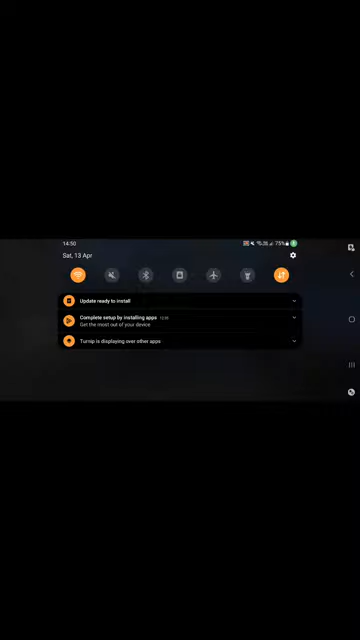 14:50
75%
Sat, 13 Apr
Update ready to install
Complete setup by installing apps
Get the most out of your device
Turnip is displaying over other apps